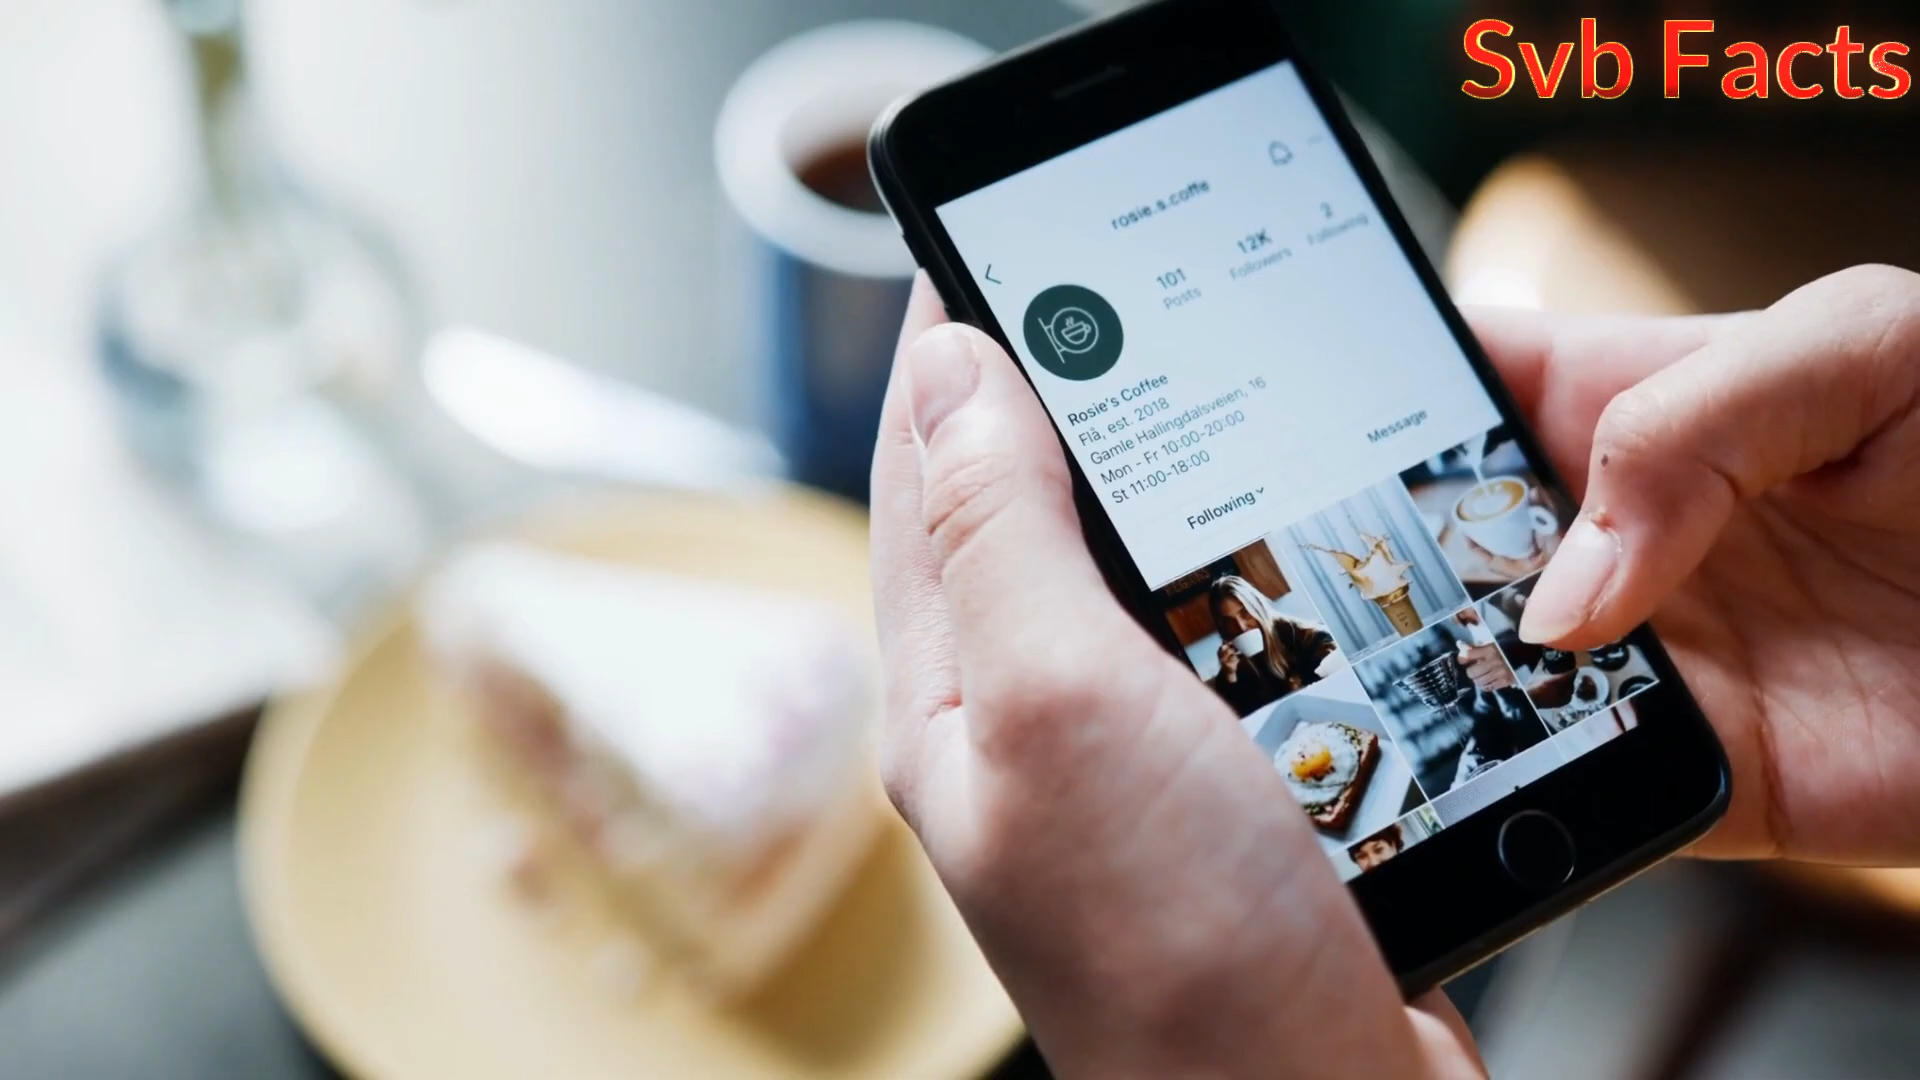 Svb Facts
rosie.s.coffe
101
Posts
12K
Followers
2
Following
Rosie's Coffee
Flå, est. 2018
Gamle Hallingdalsveien, 16
Mon - Fr 10:00-20:00
St 11:00-18:00
Following
Message